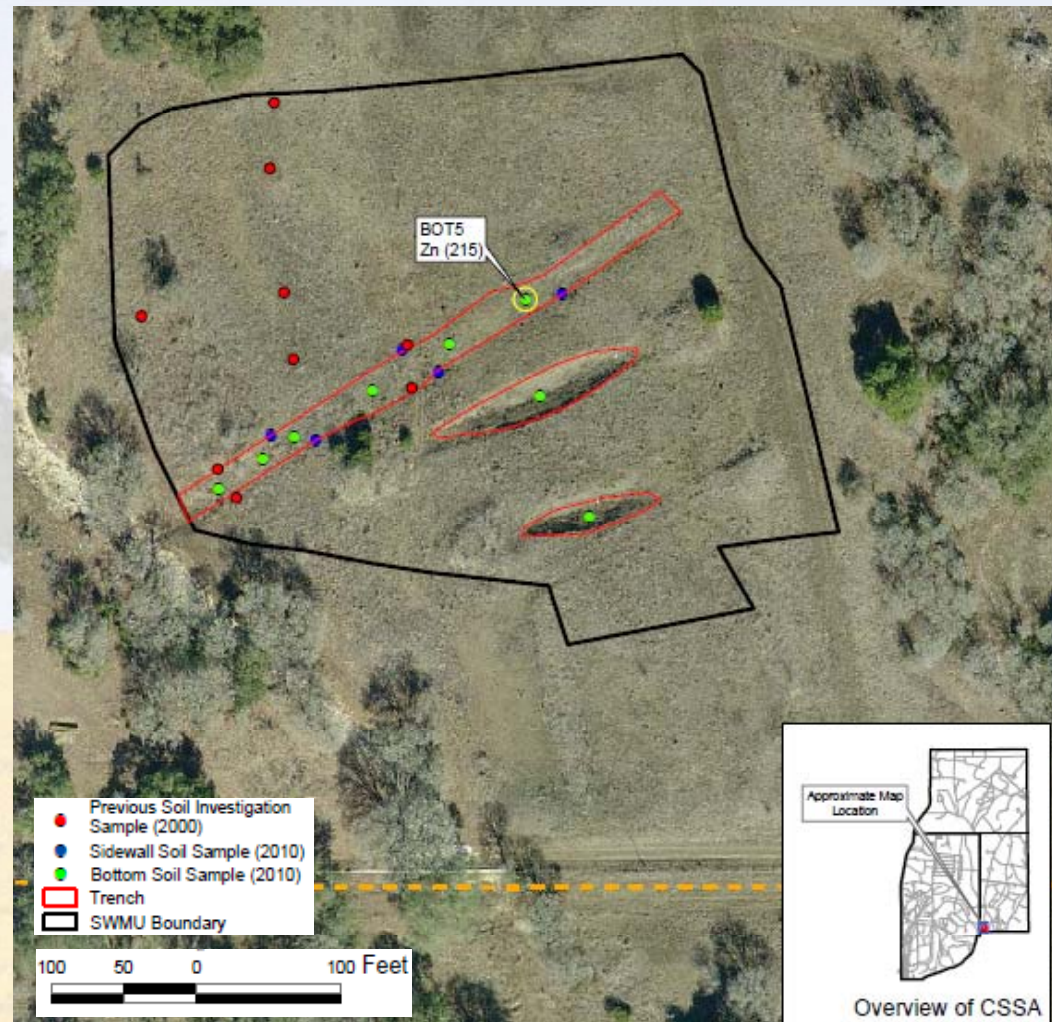 BOT5
Zn (215)
Previous Soil Investigation
Sample (2000)
Sidewall Soil Sample (2010)
Bottom Soil Sample (2010)
Trench
SWMU Boundary
100 50 0 100 Feet
Approximate Map
Location
Overview of CSSA